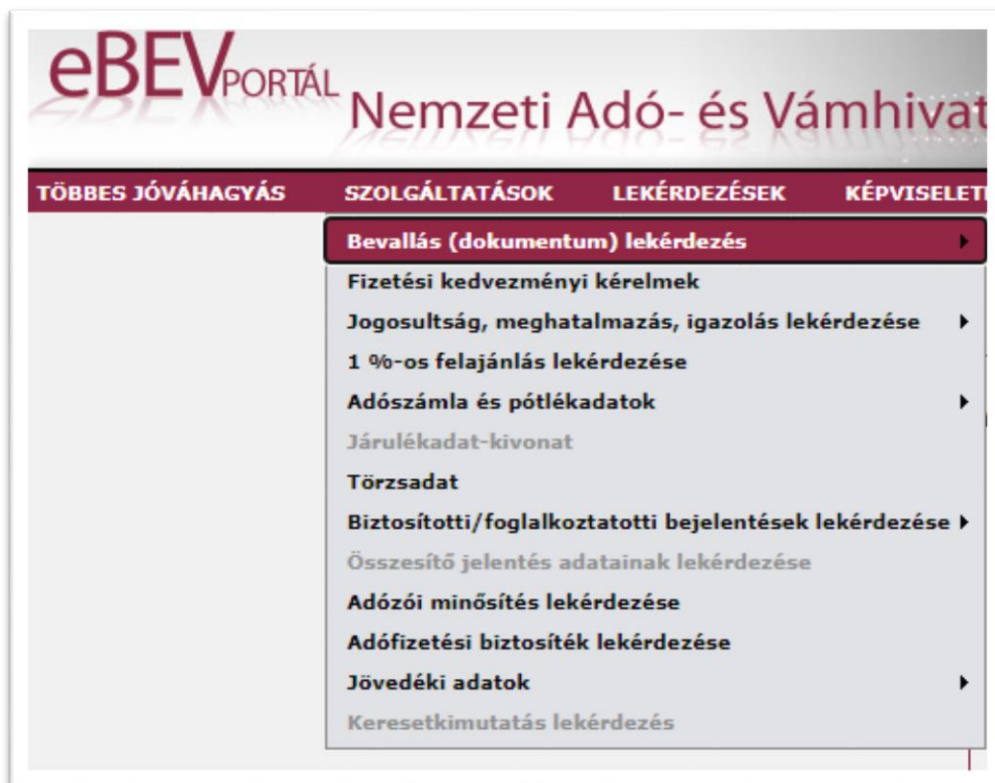 eBEV PORTÁL
Nemzeti Adó- és Vámhivat
TÖBBES JÓVÁHAGYÁS SZOLGÁLTATÁSOK LEKÉRDEZÉSEK KÉPVISELETI
Bevallás (dokumentum) lekérdezés
Fizetési kedvezményi kérelmek
Jogosultság, meghatalmazás, igazolás lekérdezése
1 %-os felajánlás lekérdezése
Adószámla és pótlékadatok
Járulékadat-kivonat
Törzsadat
Biztosítotti/foglalkoztatotti bejelentések lekérdezése
Összesítő jelentés adatainak lekérdezése
Adózói minősítés lekérdezése
Adófizetési biztosíték lekérdezése
Jövedéki adatok
Keresetkimutatás lekérdezés